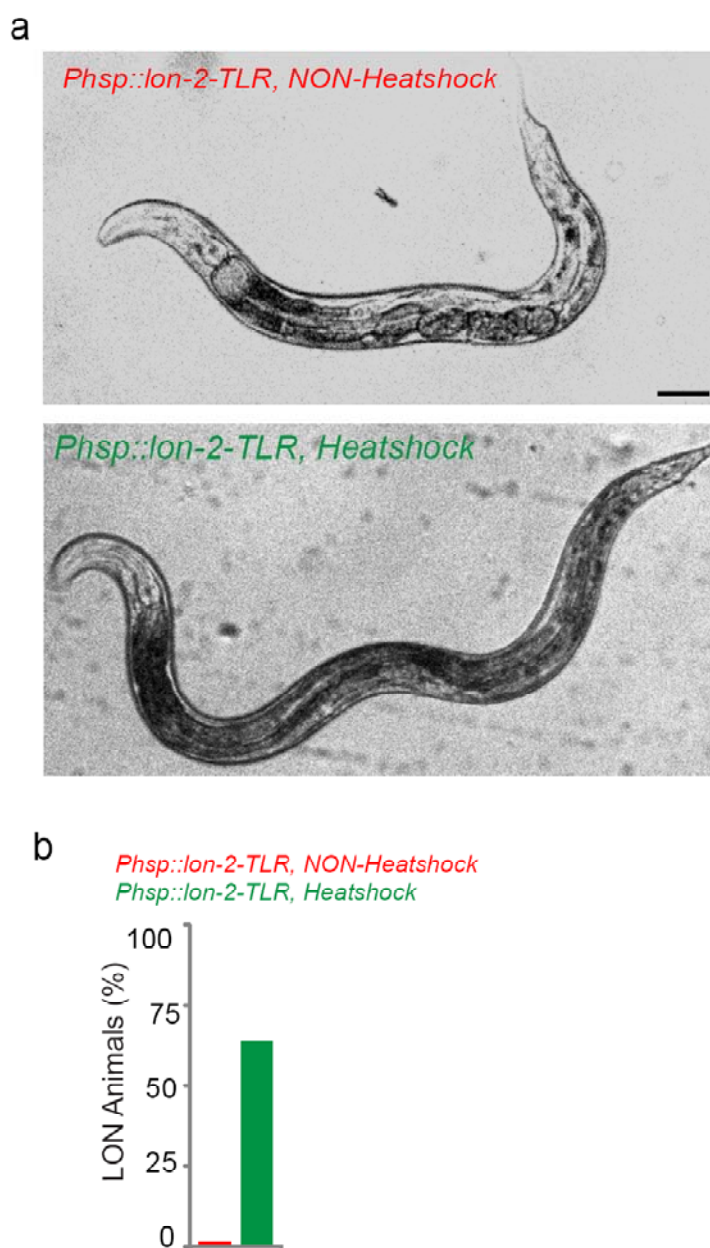 a
Phsp::lon-2-TLR, NON-Heatshock
Phsp::lon-2-TLR, Heatshock
b
Phsp::lon-2-TLR, NON-Heatshock
Phsp::lon-2-TLR, Heatshock
LON Animals (%)
100
75
50
25
0